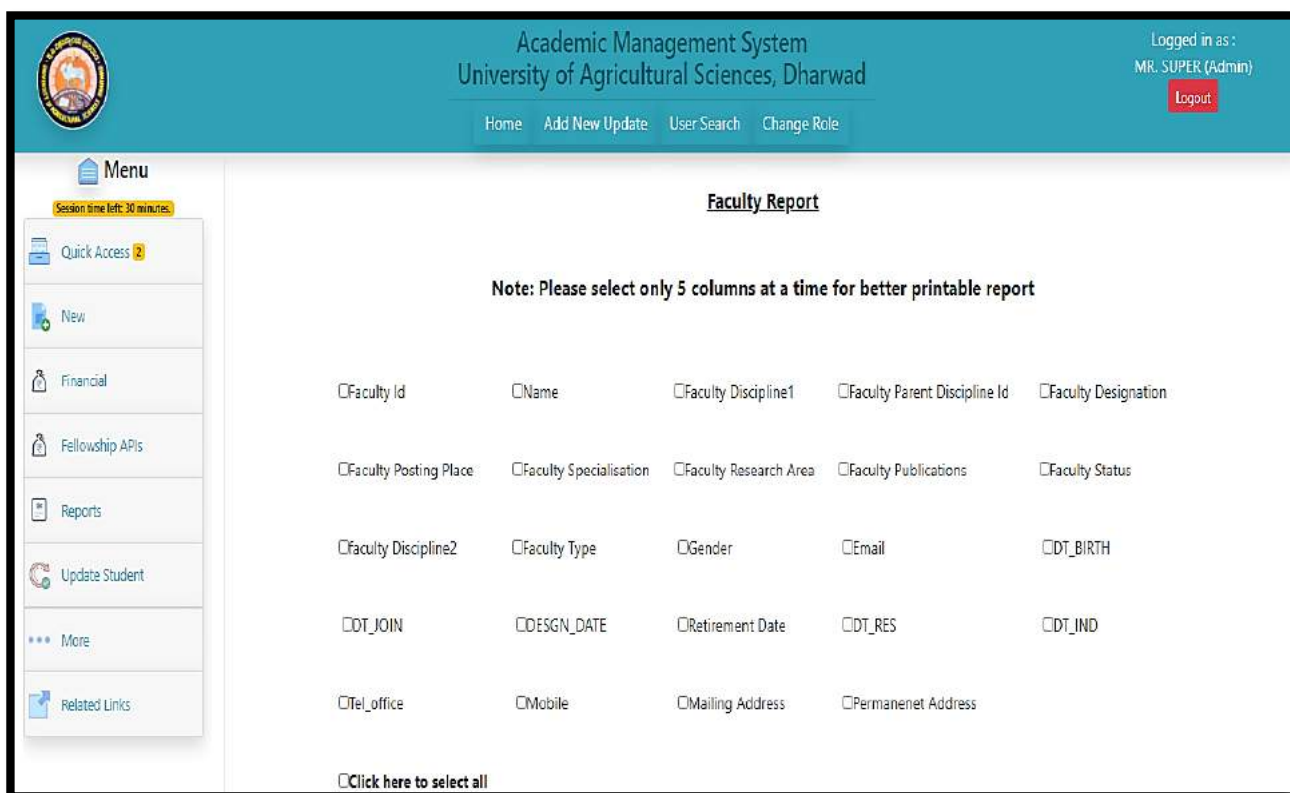 Academic Management System
University of Agricultural Sciences, Dharwad
Home Add New Update User Search Change Role
Logged in as :
MR. SUPER (Admin)
Logout
Menu
Session time left: 30 minutes.
Quick Access 2
New
Financial
Fellowship APIs
Reports
Update Student
More
Related Links
Faculty Report
Note: Please select only 5 columns at a time for better printable report
Faculty Id Name Faculty Discipline1 Faculty Parent Discipline Id Faculty Designation
Faculty Posting Place Faculty Specialisation Faculty Research Area Faculty Publications Faculty Status
faculty Discipline2 Faculty Type Gender Email DT_BIRTH
DT_JOIN DESGN_DATE Retirement Date DT_RES DT_IND
Tel_office Mobile Mailing Address Permanenet Address
Click here to select all